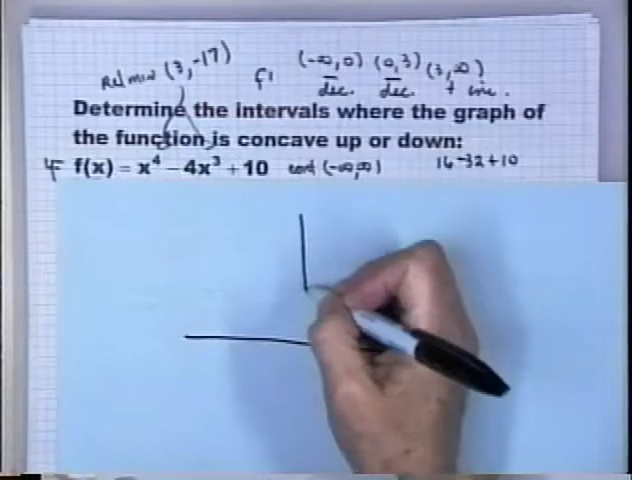 Rel min (3, -17) f' (-∞, 0) (0, 3) (3, ∞)
- - +
dec. dec. inc.
Determine the intervals where the graph of
the function is concave up or down:
f(x) = x⁴ – 4x³ + 10 cont (-∞, ∞) 16 - 32 + 10